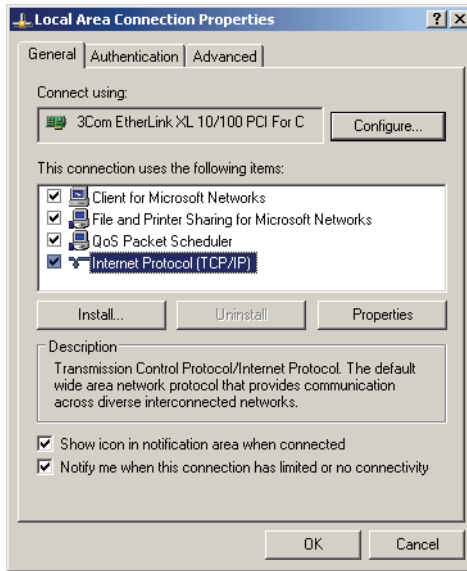 Local Area Connection Properties
General Authentication Advanced
Connect using:
3Com EtherLink XL 10/100 PCI For C Configure...
This connection uses the following items:
Client for Microsoft Networks
File and Printer Sharing for Microsoft Networks
QoS Packet Scheduler
Internet Protocol (TCP/IP)
Install... Uninstall Properties
Description
Transmission Control Protocol/Internet Protocol. The default
wide area network protocol that provides communication
across diverse interconnected networks.
Show icon in notification area when connected
Notify me when this connection has limited or no connectivity
OK Cancel